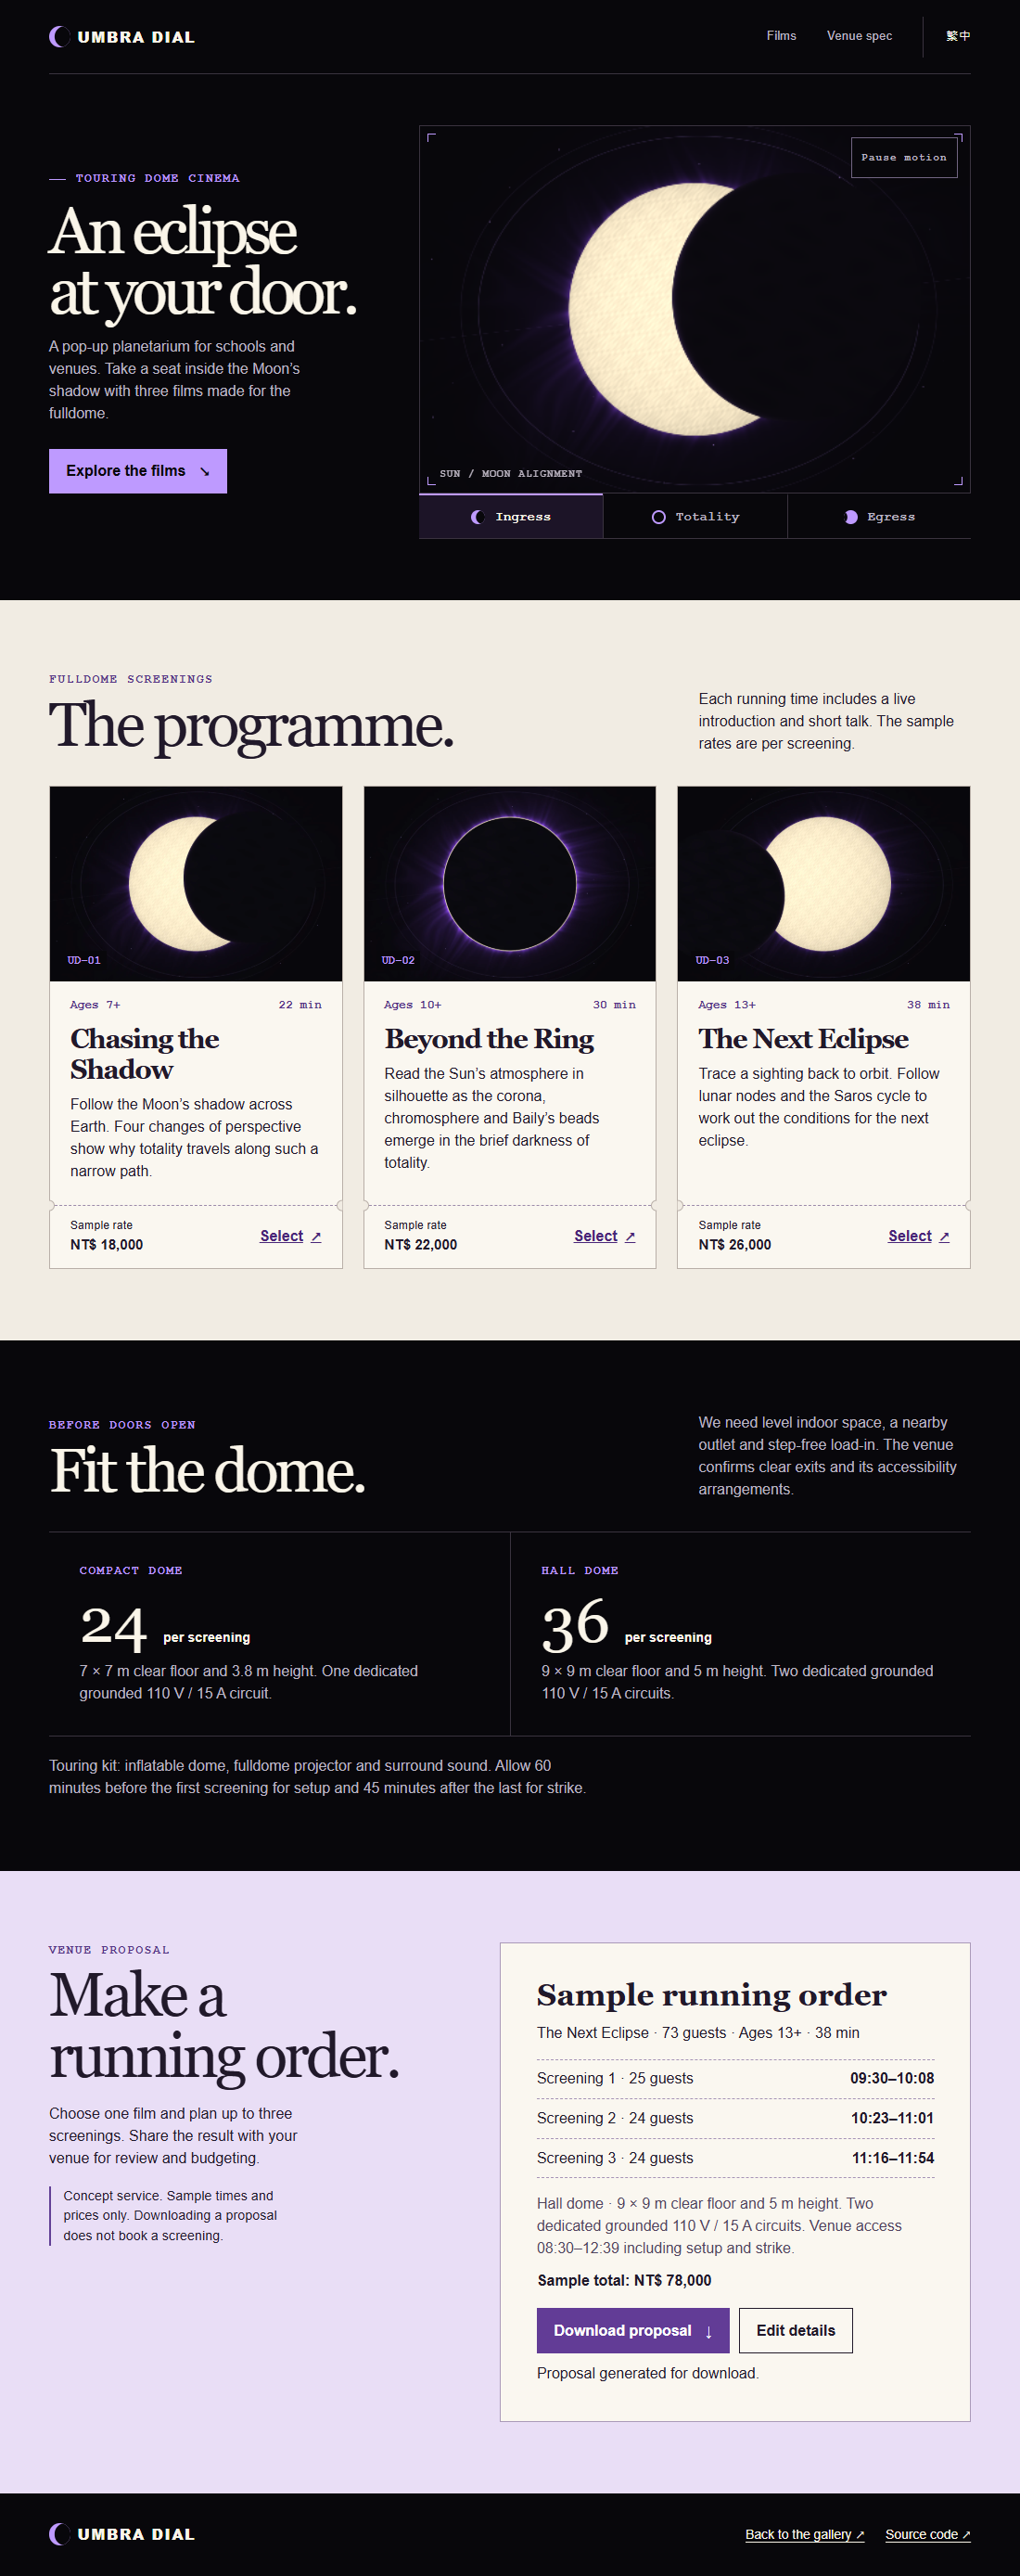 UMBRA DIAL
Films
Venue spec
繁中
TOURING DOME CINEMA
An eclipse
at your door.
A pop-up planetarium for schools and
venues. Take a seat inside the Moon’s
shadow with three films made for the
fulldome.
Explore the films ↘
Pause motion
SUN / MOON ALIGNMENT
Ingress
Totality
Egress
FULLDOME SCREENINGS
The programme.
Each running time includes a live
introduction and short talk. The sample
rates are per screening.
UD—01
Ages 7+
22 min
Chasing the
Shadow
Follow the Moon’s shadow across
Earth. Four changes of perspective
show why totality travels along such a
narrow path.
Sample rate
NT$ 18,000
Select ↗
UD—02
Ages 10+
30 min
Beyond the Ring
Read the Sun’s atmosphere in
silhouette as the corona,
chromosphere and Baily’s beads
emerge in the brief darkness of
totality.
Sample rate
NT$ 22,000
Select ↗
UD—03
Ages 13+
38 min
The Next Eclipse
Trace a sighting back to orbit. Follow
lunar nodes and the Saros cycle to
work out the conditions for the next
eclipse.
Sample rate
NT$ 26,000
Select ↗
BEFORE DOORS OPEN
Fit the dome.
We need level indoor space, a nearby
outlet and step-free load-in. The venue
confirms clear exits and its accessibility
arrangements.
COMPACT DOME
24 per screening
7 × 7 m clear floor and 3.8 m height. One dedicated
grounded 110 V / 15 A circuit.
HALL DOME
36 per screening
9 × 9 m clear floor and 5 m height. Two dedicated grounded
110 V / 15 A circuits.
Touring kit: inflatable dome, fulldome projector and surround sound. Allow 60
minutes before the first screening for setup and 45 minutes after the last for strike.
VENUE PROPOSAL
Make a
running order.
Choose one film and plan up to three
screenings. Share the result with your
venue for review and budgeting.
Concept service. Sample times and
prices only. Downloading a proposal
does not book a screening.
Sample running order
The Next Eclipse · 73 guests · Ages 13+ · 38 min
Screening 1 · 25 guests 09:30–10:08
Screening 2 · 24 guests 10:23–11:01
Screening 3 · 24 guests 11:16–11:54
Hall dome · 9 × 9 m clear floor and 5 m height. Two
dedicated grounded 110 V / 15 A circuits. Venue access
08:30–12:39 including setup and strike.
Sample total: NT$ 78,000
Download proposal ↓
Edit details
Proposal generated for download.
UMBRA DIAL
Back to the gallery ↗
Source code ↗